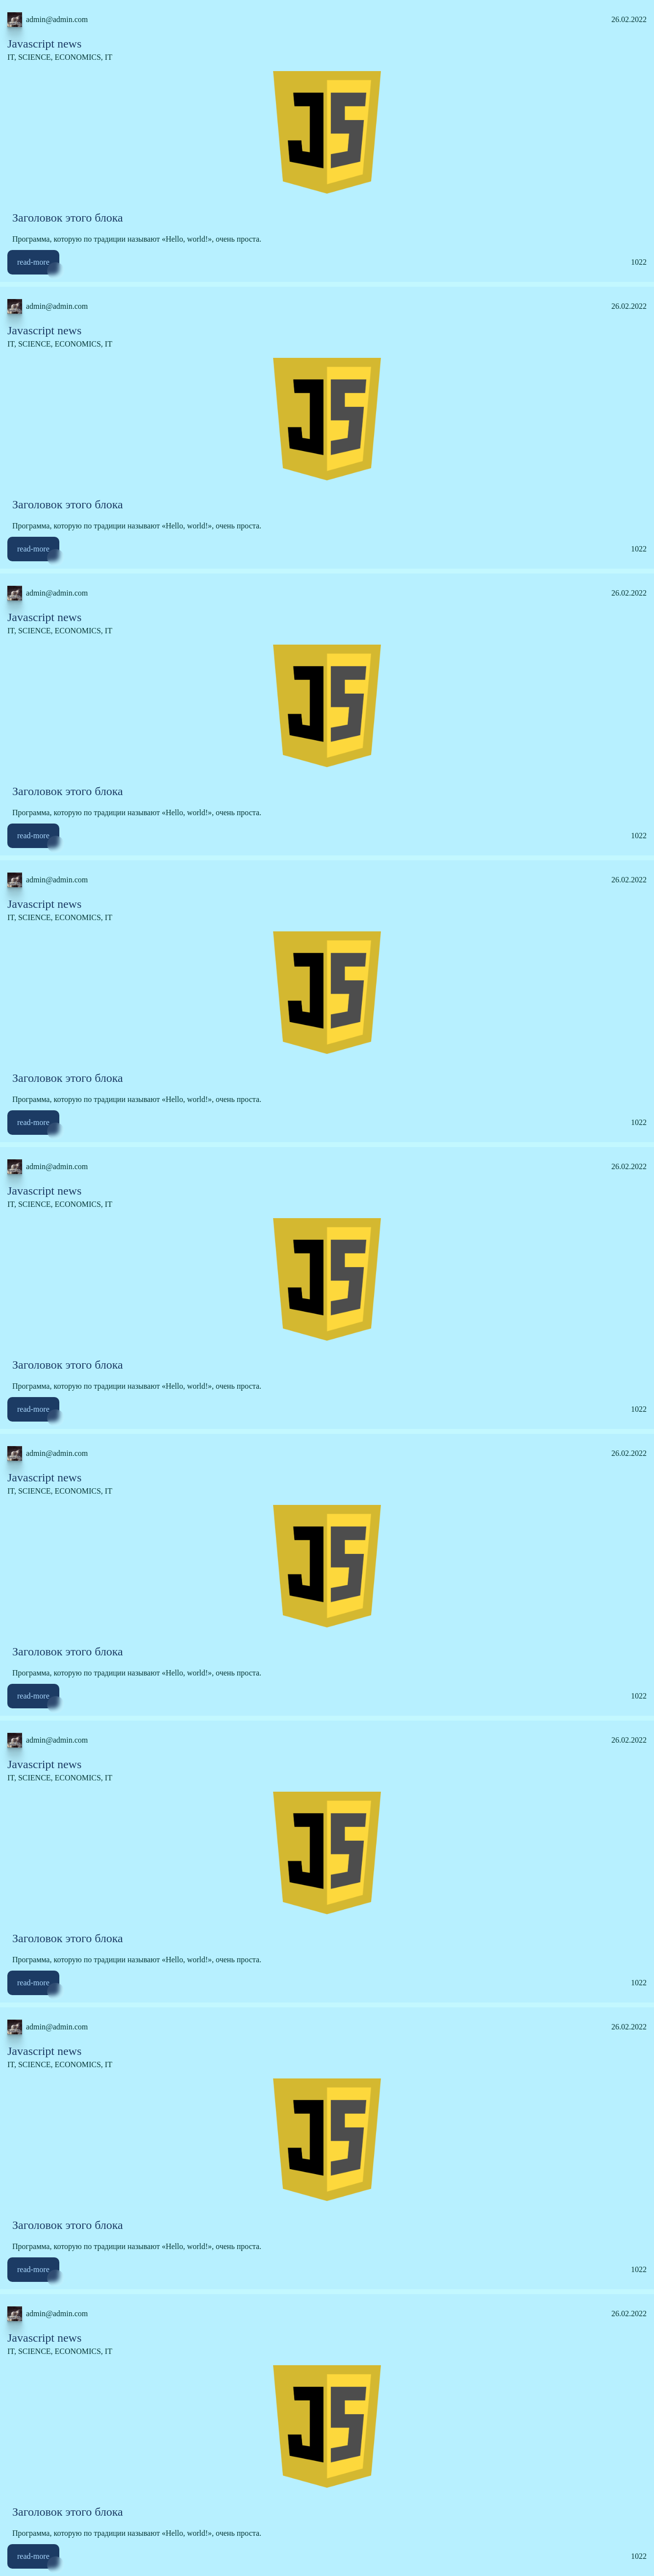 admin@admin.com 26.02.2022
Javascript news
IT, SCIENCE, ECONOMICS, IT
JS
Заголовок этого блока
Программа, которую по традиции называют «Hello, world!», очень проста.
read-more 1022
admin@admin.com 26.02.2022
Javascript news
IT, SCIENCE, ECONOMICS, IT
JS
Заголовок этого блока
Программа, которую по традиции называют «Hello, world!», очень проста.
read-more 1022
admin@admin.com 26.02.2022
Javascript news
IT, SCIENCE, ECONOMICS, IT
JS
Заголовок этого блока
Программа, которую по традиции называют «Hello, world!», очень проста.
read-more 1022
admin@admin.com 26.02.2022
Javascript news
IT, SCIENCE, ECONOMICS, IT
JS
Заголовок этого блока
Программа, которую по традиции называют «Hello, world!», очень проста.
read-more 1022
admin@admin.com 26.02.2022
Javascript news
IT, SCIENCE, ECONOMICS, IT
JS
Заголовок этого блока
Программа, которую по традиции называют «Hello, world!», очень проста.
read-more 1022
admin@admin.com 26.02.2022
Javascript news
IT, SCIENCE, ECONOMICS, IT
JS
Заголовок этого блока
Программа, которую по традиции называют «Hello, world!», очень проста.
read-more 1022
admin@admin.com 26.02.2022
Javascript news
IT, SCIENCE, ECONOMICS, IT
JS
Заголовок этого блока
Программа, которую по традиции называют «Hello, world!», очень проста.
read-more 1022
admin@admin.com 26.02.2022
Javascript news
IT, SCIENCE, ECONOMICS, IT
JS
Заголовок этого блока
Программа, которую по традиции называют «Hello, world!», очень проста.
read-more 1022
admin@admin.com 26.02.2022
Javascript news
IT, SCIENCE, ECONOMICS, IT
JS
Заголовок этого блока
Программа, которую по традиции называют «Hello, world!», очень проста.
read-more 1022